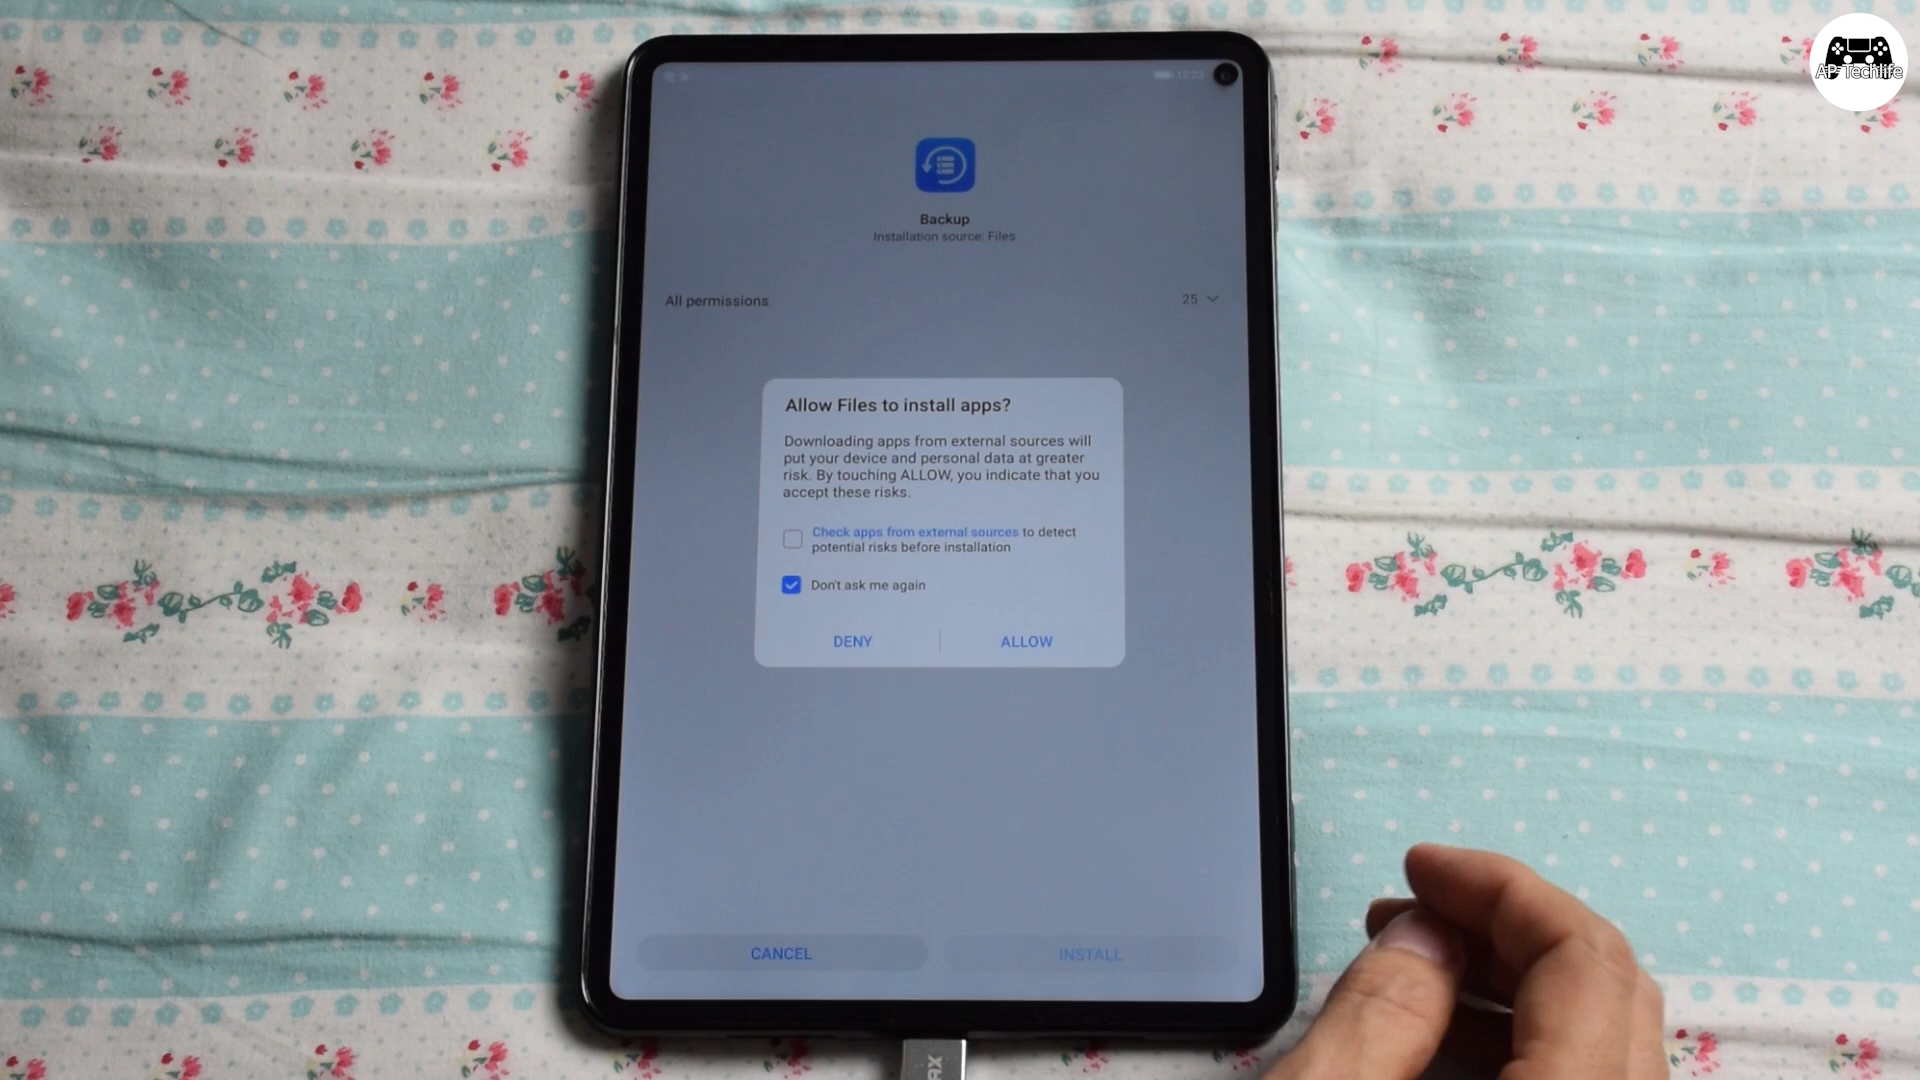 AP Techlife
12:23
Backup
Installation source: Files
All permissions
25
Allow Files to install apps?
Downloading apps from external sources will
put your device and personal data at greater
risk. By touching ALLOW, you indicate that you
accept these risks.
Check apps from external sources to detect
potential risks before installation
Don't ask me again
DENY
ALLOW
CANCEL
INSTALL